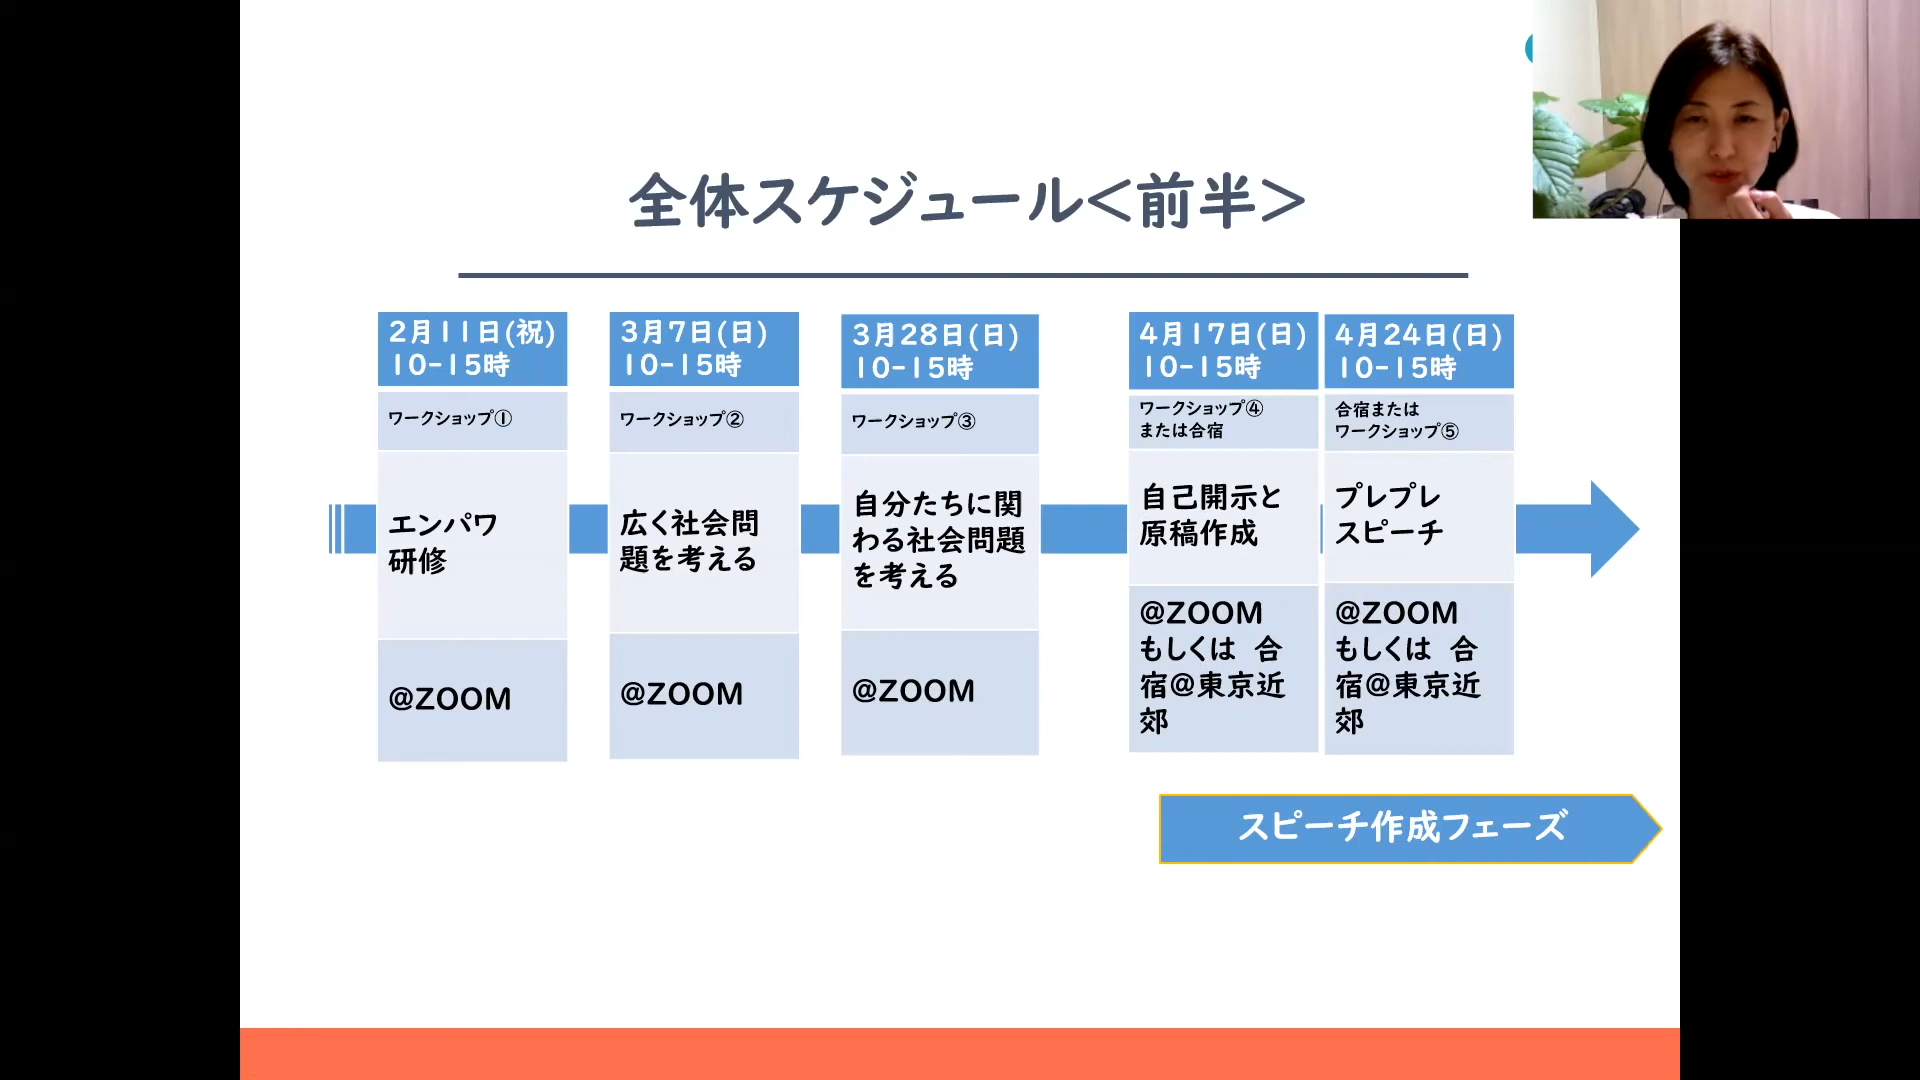 全体スケジュール<前半>
2月11日(祝)
10-15時
ワークショップ①
エンパワ
研修
@ZOOM
3月7日(日)
10-15時
ワークショップ②
広く社会問
題を考える
@ZOOM
3月28日(日)
10-15時
ワークショップ③
自分たちに関
わる社会問題
を考える
@ZOOM
4月17日(日)
10-15時
ワークショップ④
または合宿
自己開示と
原稿作成
@ZOOM
もしくは 合
宿@東京近
郊
4月24日(日)
10-15時
合宿または
ワークショップ⑤
プレプレ
スピーチ
@ZOOM
もしくは 合
宿@東京近
郊
スピーチ作成フェーズ